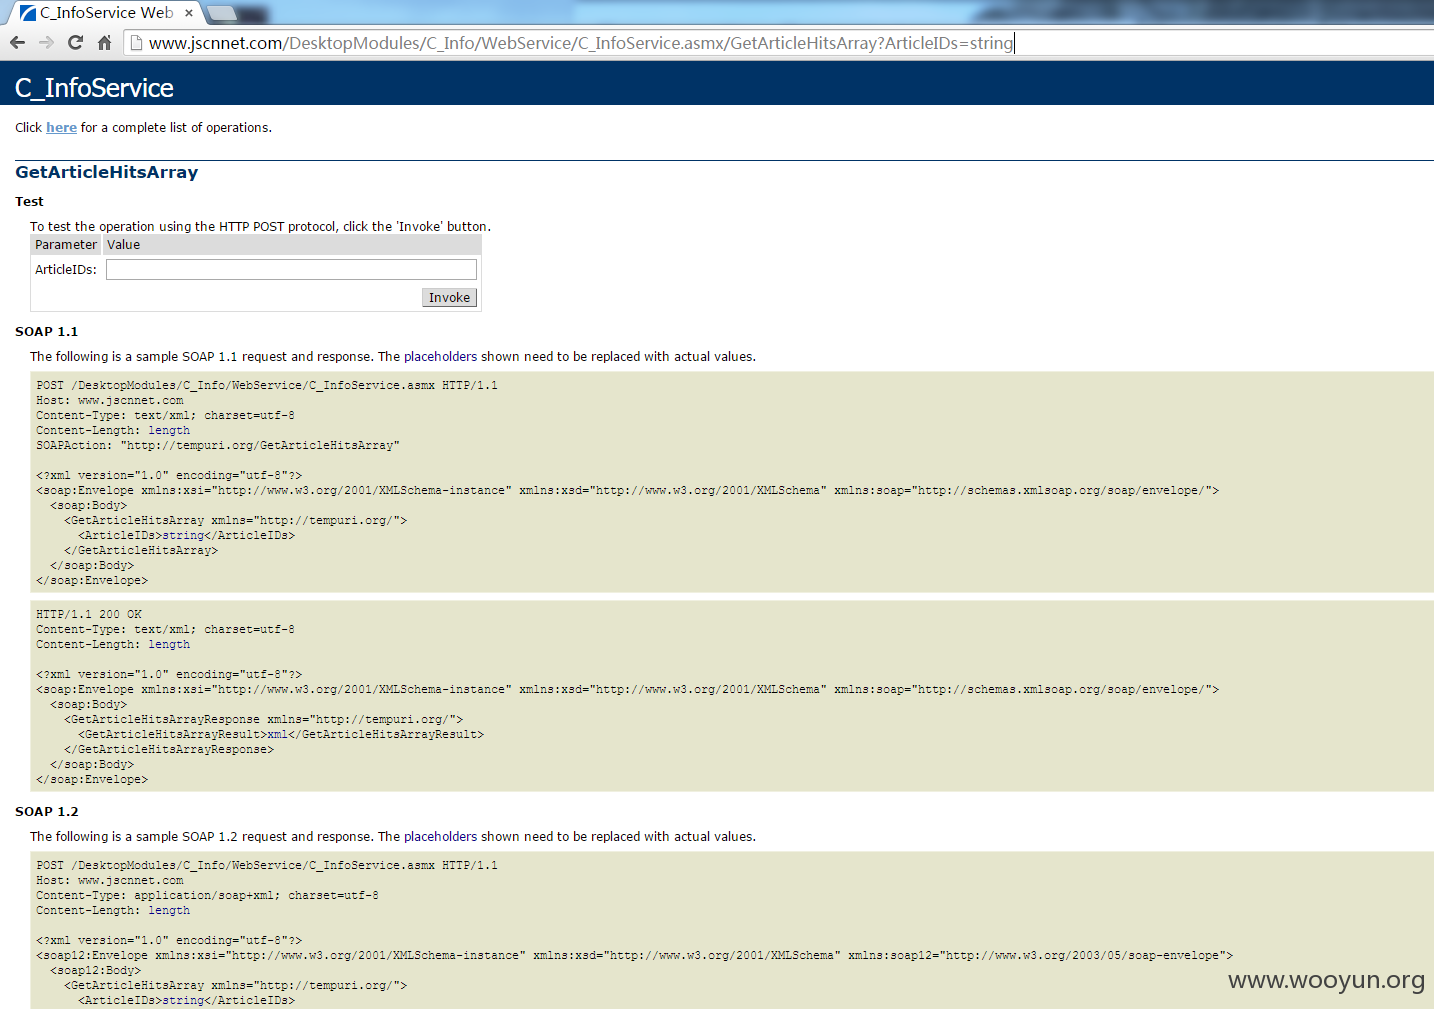 C_InfoService Web
www.jscnnet.com/DesktopModules/C_Info/WebService/C_InfoService.asmx/GetArticleHitsArray?ArticleIDs=string
C_InfoService
Click here for a complete list of operations.
GetArticleHitsArray
Test
To test the operation using the HTTP POST protocol, click the 'Invoke' button.
Parameter Value
ArticleIDs:
Invoke
SOAP 1.1
The following is a sample SOAP 1.1 request and response. The placeholders shown need to be replaced with actual values.
POST /DesktopModules/C_Info/WebService/C_InfoService.asmx HTTP/1.1
Host: www.jscnnet.com
Content-Type: text/xml; charset=utf-8
Content-Length: length
SOAPAction: "http://tempuri.org/GetArticleHitsArray"
<?xml version="1.0" encoding="utf-8"?>
<soap:Envelope xmlns:xsi="http://www.w3.org/2001/XMLSchema-instance" xmlns:xsd="http://www.w3.org/2001/XMLSchema" xmlns:soap="http://schemas.xmlsoap.org/soap/envelope/">
<soap:Body>
<GetArticleHitsArray xmlns="http://tempuri.org/">
<ArticleIDs>string</ArticleIDs>
</GetArticleHitsArray>
</soap:Body>
</soap:Envelope>
HTTP/1.1 200 OK
Content-Type: text/xml; charset=utf-8
Content-Length: length
<?xml version="1.0" encoding="utf-8"?>
<soap:Envelope xmlns:xsi="http://www.w3.org/2001/XMLSchema-instance" xmlns:xsd="http://www.w3.org/2001/XMLSchema" xmlns:soap="http://schemas.xmlsoap.org/soap/envelope/">
<soap:Body>
<GetArticleHitsArrayResponse xmlns="http://tempuri.org/">
<GetArticleHitsArrayResult>xml</GetArticleHitsArrayResult>
</GetArticleHitsArrayResponse>
</soap:Body>
</soap:Envelope>
SOAP 1.2
The following is a sample SOAP 1.2 request and response. The placeholders shown need to be replaced with actual values.
POST /DesktopModules/C_Info/WebService/C_InfoService.asmx HTTP/1.1
Host: www.jscnnet.com
Content-Type: application/soap+xml; charset=utf-8
Content-Length: length
<?xml version="1.0" encoding="utf-8"?>
<soap12:Envelope xmlns:xsi="http://www.w3.org/2001/XMLSchema-instance" xmlns:xsd="http://www.w3.org/2001/XMLSchema" xmlns:soap12="http://www.w3.org/2003/05/soap-envelope">
<soap12:Body>
<GetArticleHitsArray xmlns="http://tempuri.org/">
<ArticleIDs>string</ArticleIDs>
www.wooyun.org